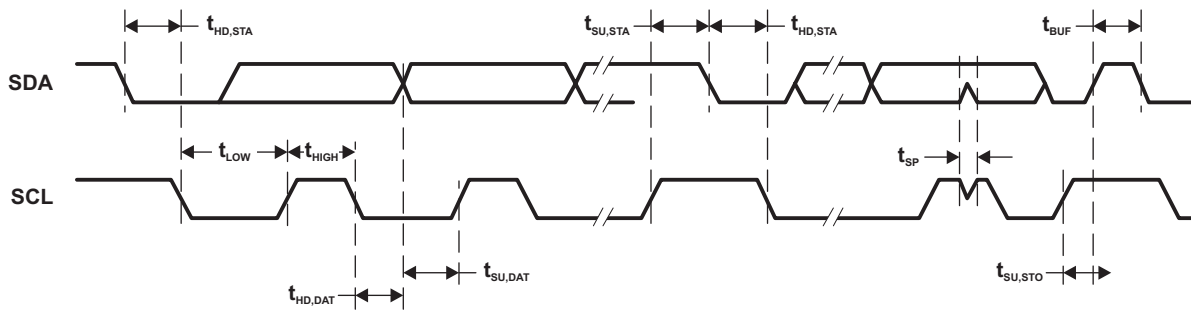 tHD,STA
tSU,STA
tHD,STA
tBUF
SDA
tLOW
tHIGH
tSP
SCL
tSU,DAT
tSU,STO
tHD,DAT